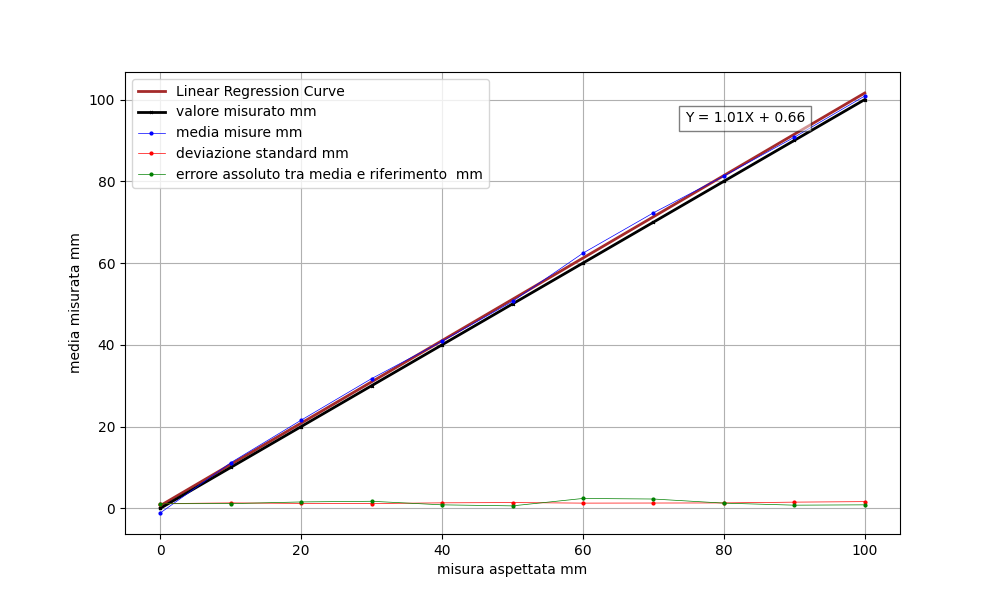 Linear Regression Curve
valore misurato mm
media misure mm
deviazione standard mm
errore assoluto tra media e riferimento  mm
Y = 1.01X + 0.66
100
80
60
40
20
0
media misurata mm
0 20 40 60 80 100
misura aspettata mm